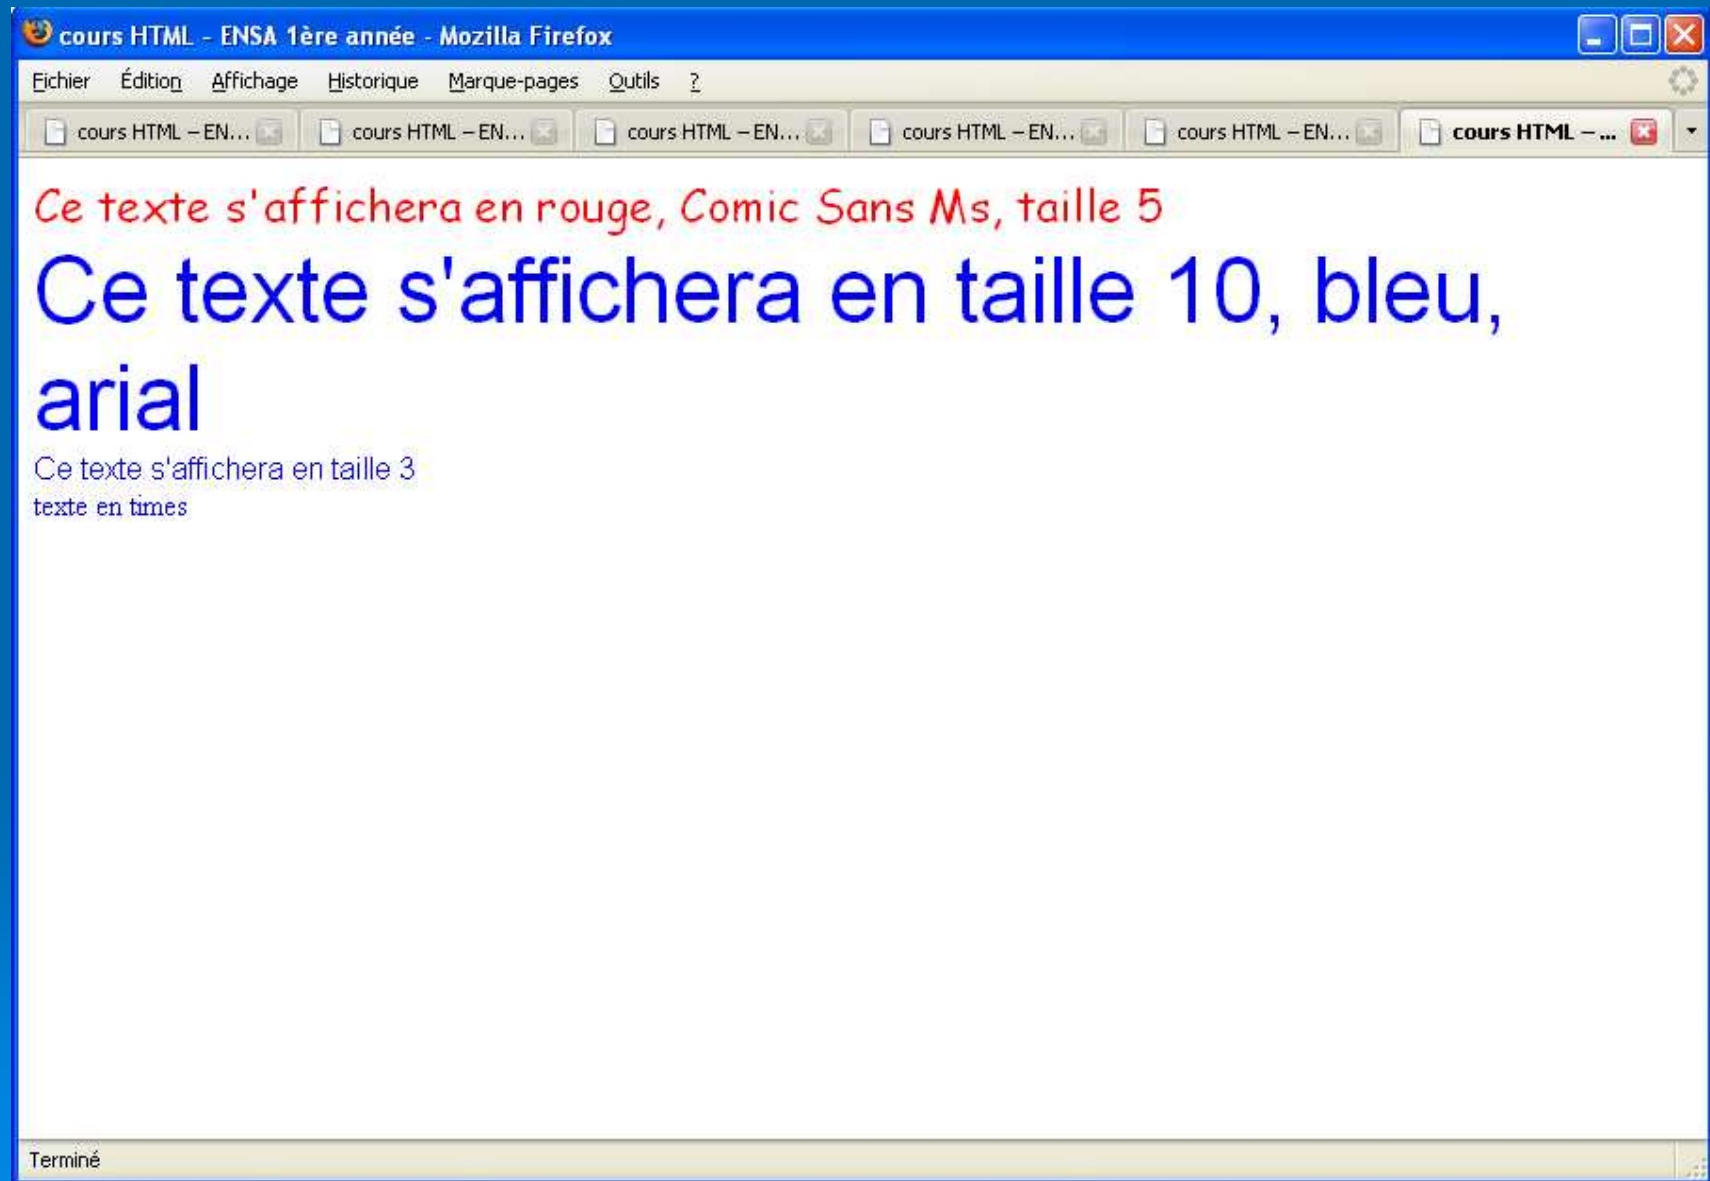 cours HTML - ENSA 1ère année - Mozilla Firefox
Fichier Édition Affichage Historique Marque-pages Outils ?
cours HTML – EN... cours HTML – EN... cours HTML – EN... cours HTML – EN... cours HTML – EN... cours HTML – ...
Ce texte s'affichera en rouge, Comic Sans Ms, taille 5
Ce texte s'affichera en taille 10, bleu,
arial
Ce texte s'affichera en taille 3
texte en times
Terminé